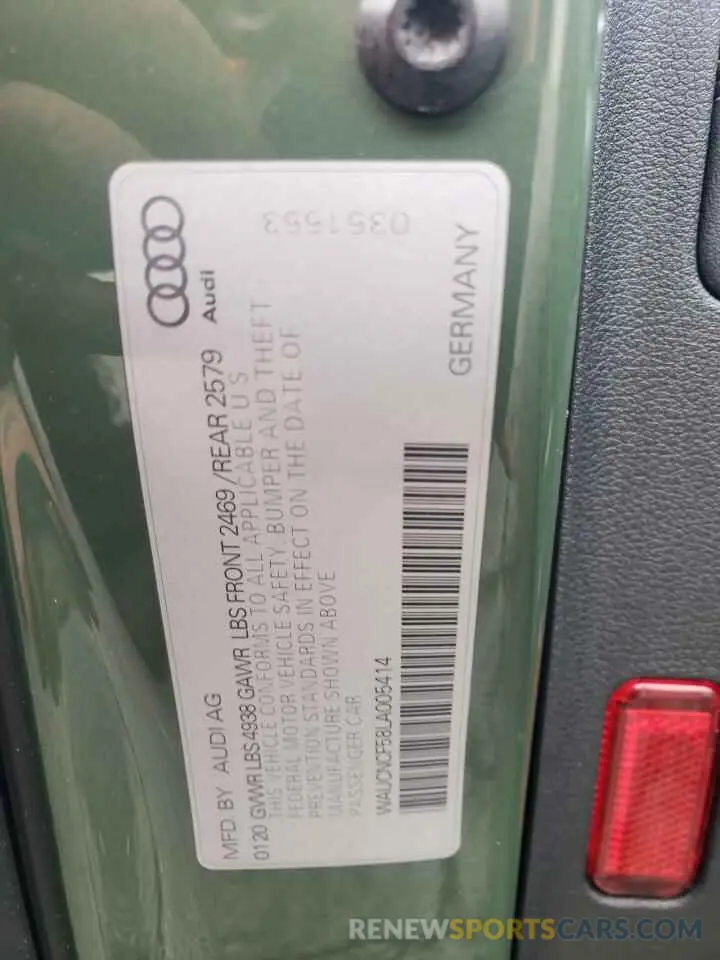 Audi
0351553
MFD. BY AUDI AG
0120 GVWR LBS 4938 GAWR LBS FRONT 2469 /REAR 2579
THIS VEHICLE CONFORMS TO ALL APPLICABLE U S
FEDERAL MOTOR VEHICLE SAFETY. BUMPER AND THEFT
PREVENTION STANDARDS IN EFFECT ON THE DATE OF
MANUFACTURE SHOWN ABOVE
PASSENGER CAR
WAUCNCF58LA005414
GERMANY
RENEWSPORTSCARS.COM